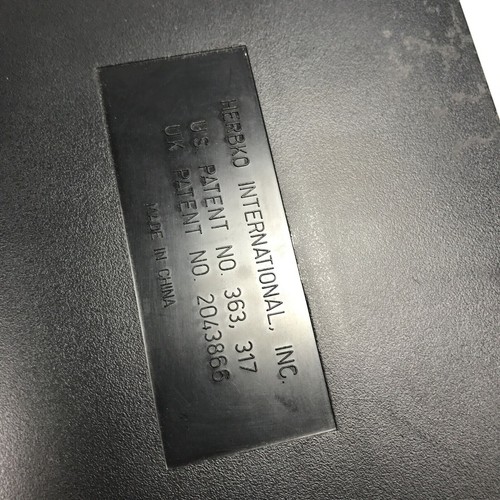 HERBKO INTERNATIONAL, INC.
US PATENT NO. 363, 317
UK PATENT NO. 2043866
MADE IN CHINA